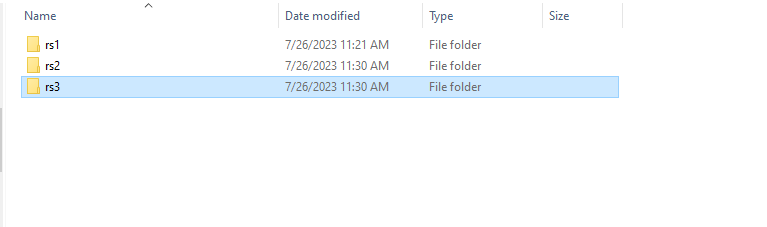 Name Date modified Type Size
rs1 7/26/2023 11:21 AM File folder
rs2 7/26/2023 11:30 AM File folder
rs3 7/26/2023 11:30 AM File folder